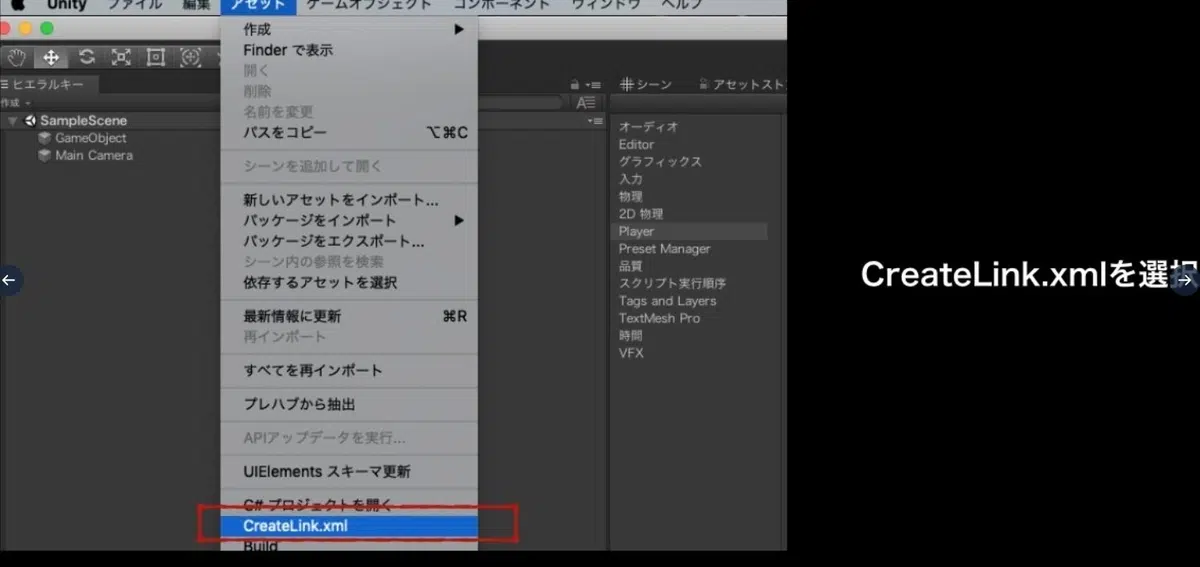 Unity ファイル 編集 アセット ゲームオブジェクト コンポーネント ウィンドウ ヘルプ
作成
Finder で表示
開く
削除
名前を変更
パスをコピー ⌥⌘C
シーンを追加して開く
新しいアセットをインポート...
パッケージをインポート
パッケージをエクスポート...
シーン内の参照を検索
依存するアセットを選択
最新情報に更新 ⌘R
再インポート
すべてを再インポート
プレハブから抽出
APIアップデータを実行...
UIElements スキーマ更新
C# プロジェクトを開く
CreateLink.xml
Build
ヒエラルキー
作成
SampleScene
GameObject
Main Camera
シーン
アセットスト
オーディオ
Editor
グラフィックス
入力
物理
2D 物理
Player
Preset Manager
品質
スクリプト実行順序
Tags and Layers
TextMesh Pro
時間
VFX
CreateLink.xmlを選択